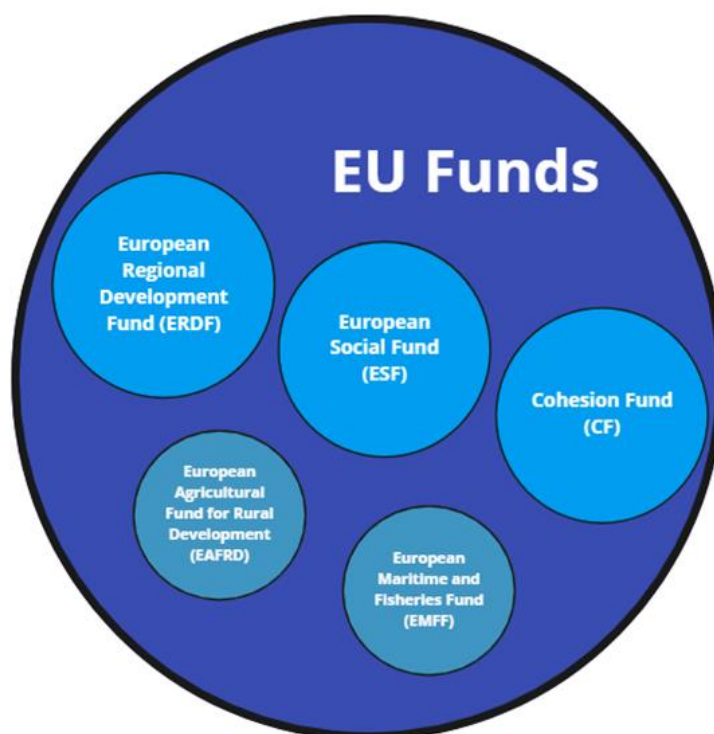 EU Funds
European
Regional
Development
Fund (ERDF)
European
Social Fund
(ESF)
Cohesion Fund
(CF)
European
Agricultural
Fund for Rural
Development
(EAFRD)
European
Maritime and
Fisheries Fund
(EMFF)